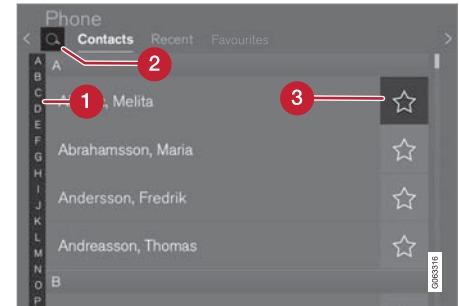 Phone
< Contacts Recent Favourites >
2
A A
B
C
D
1 Melita 3
E
F
Abrahamsson, Maria
G
H
I
Andersson, Fredrik
J
K
L
Andreasson, Thomas
M
N
O B
P
G063316